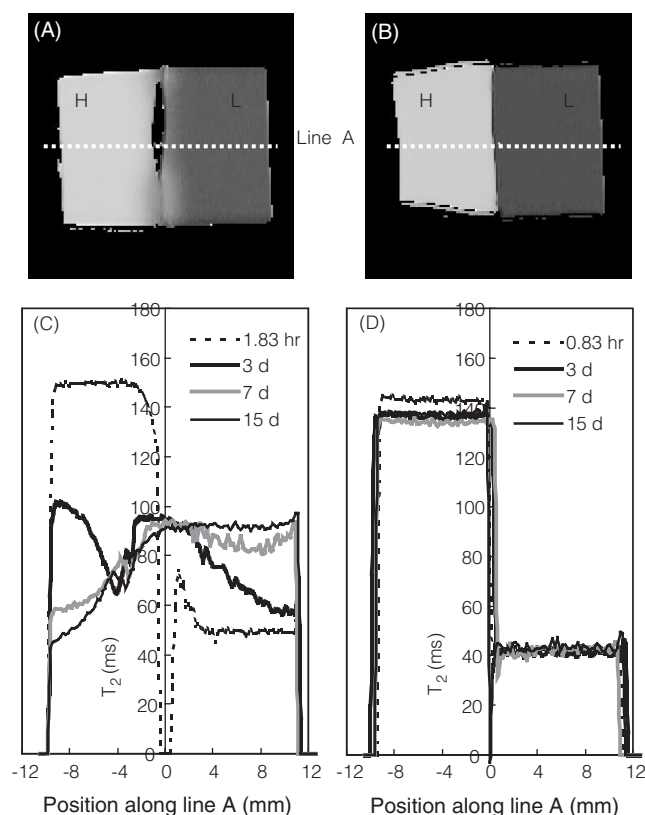 (A)
H
L
Line A
(B)
H
L
(C)
180
160
140
120
100
80
60
40
20
0
T2 (ms)
1.83 hr
3 d
7 d
15 d
-12 -8 -4 0 4 8 12
Position along line A (mm)
(D)
180
160
140
120
100
80
60
40
20
0
T2 (ms)
0.83 hr
3 d
7 d
15 d
-12 -8 -4 0 4 8 12
Position along line A (mm)